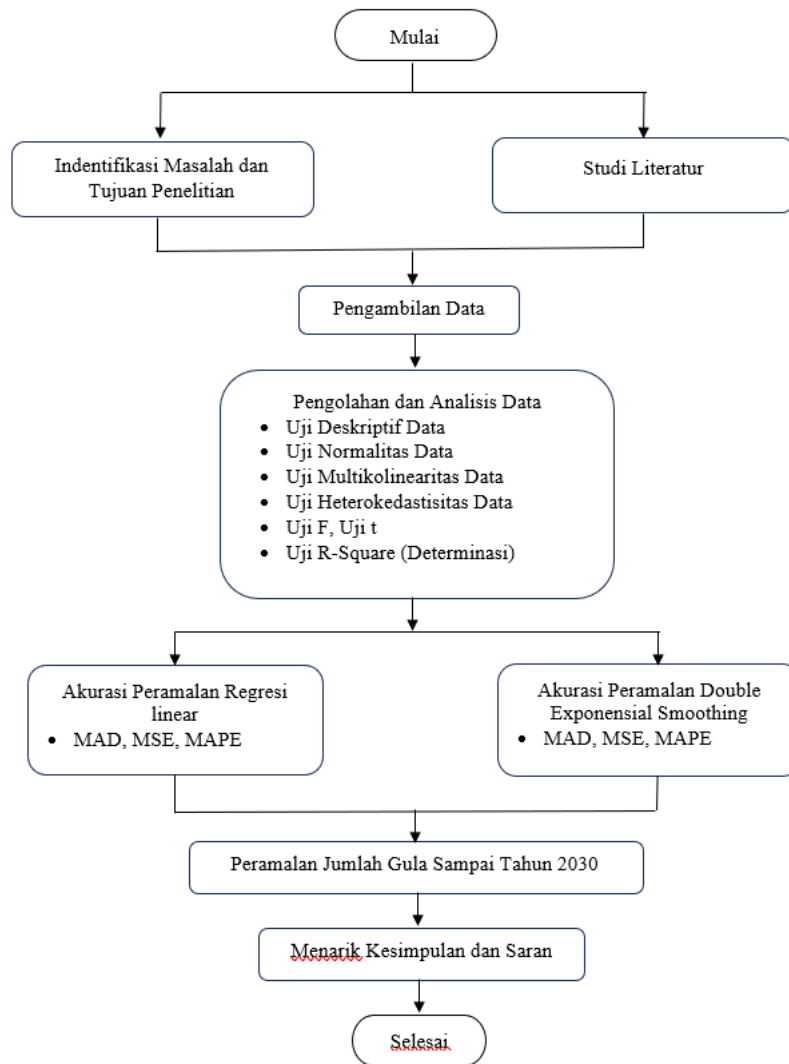 Mulai
Indentifikasi Masalah dan
Tujuan Penelitian
Studi Literatur
Pengambilan Data
Pengolahan dan Analisis Data
• Uji Deskriptif Data
• Uji Normalitas Data
• Uji Multikolinearitas Data
• Uji Heterokedastisitas Data
• Uji F, Uji t
• Uji R-Square (Determinasi)
Akurasi Peramalan Regresi
linear
• MAD, MSE, MAPE
Akurasi Peramalan Double
Exponensial Smoothing
• MAD, MSE, MAPE
Peramalan Jumlah Gula Sampai Tahun 2030
Menarik Kesimpulan dan Saran
Selesai